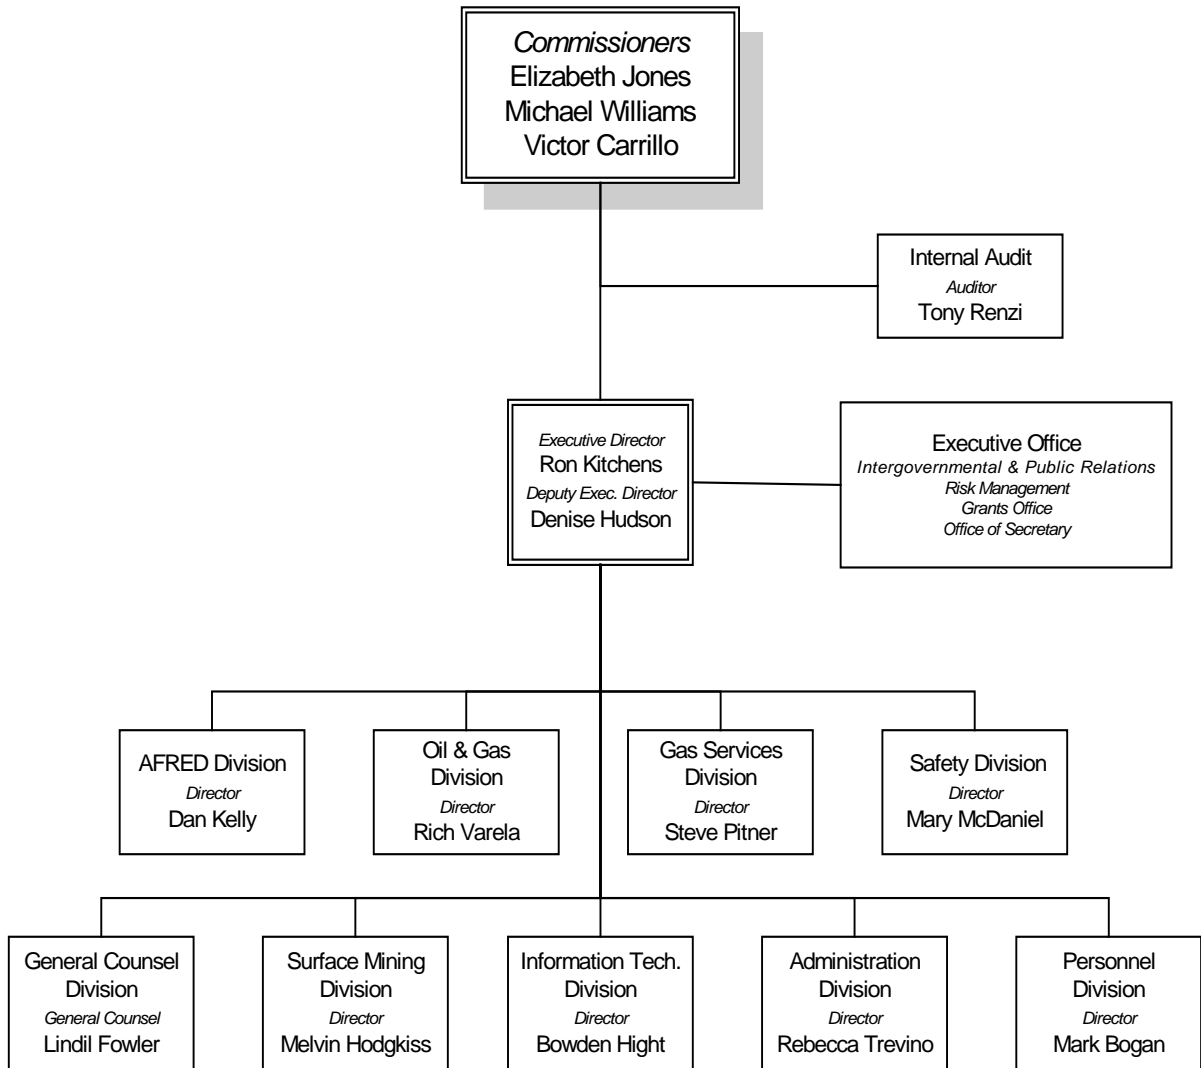 Commissioners
Elizabeth Jones
Michael Williams
Victor Carrillo
Internal Audit
Auditor
Tony Renzi
Executive Director
Ron Kitchens
Deputy Exec. Director
Denise Hudson
Executive Office
Intergovernmental & Public Relations
Risk Management
Grants Office
Office of Secretary
AFRED Division
Director
Dan Kelly
Oil & Gas
Division
Director
Rich Varela
Gas Services
Division
Director
Steve Pitner
Safety Division
Director
Mary McDaniel
General Counsel
Division
General Counsel
Lindil Fowler
Surface Mining
Division
Director
Melvin Hodgkiss
Information Tech.
Division
Director
Bowden Hight
Administration
Division
Director
Rebecca Trevino
Personnel
Division
Director
Mark Bogan